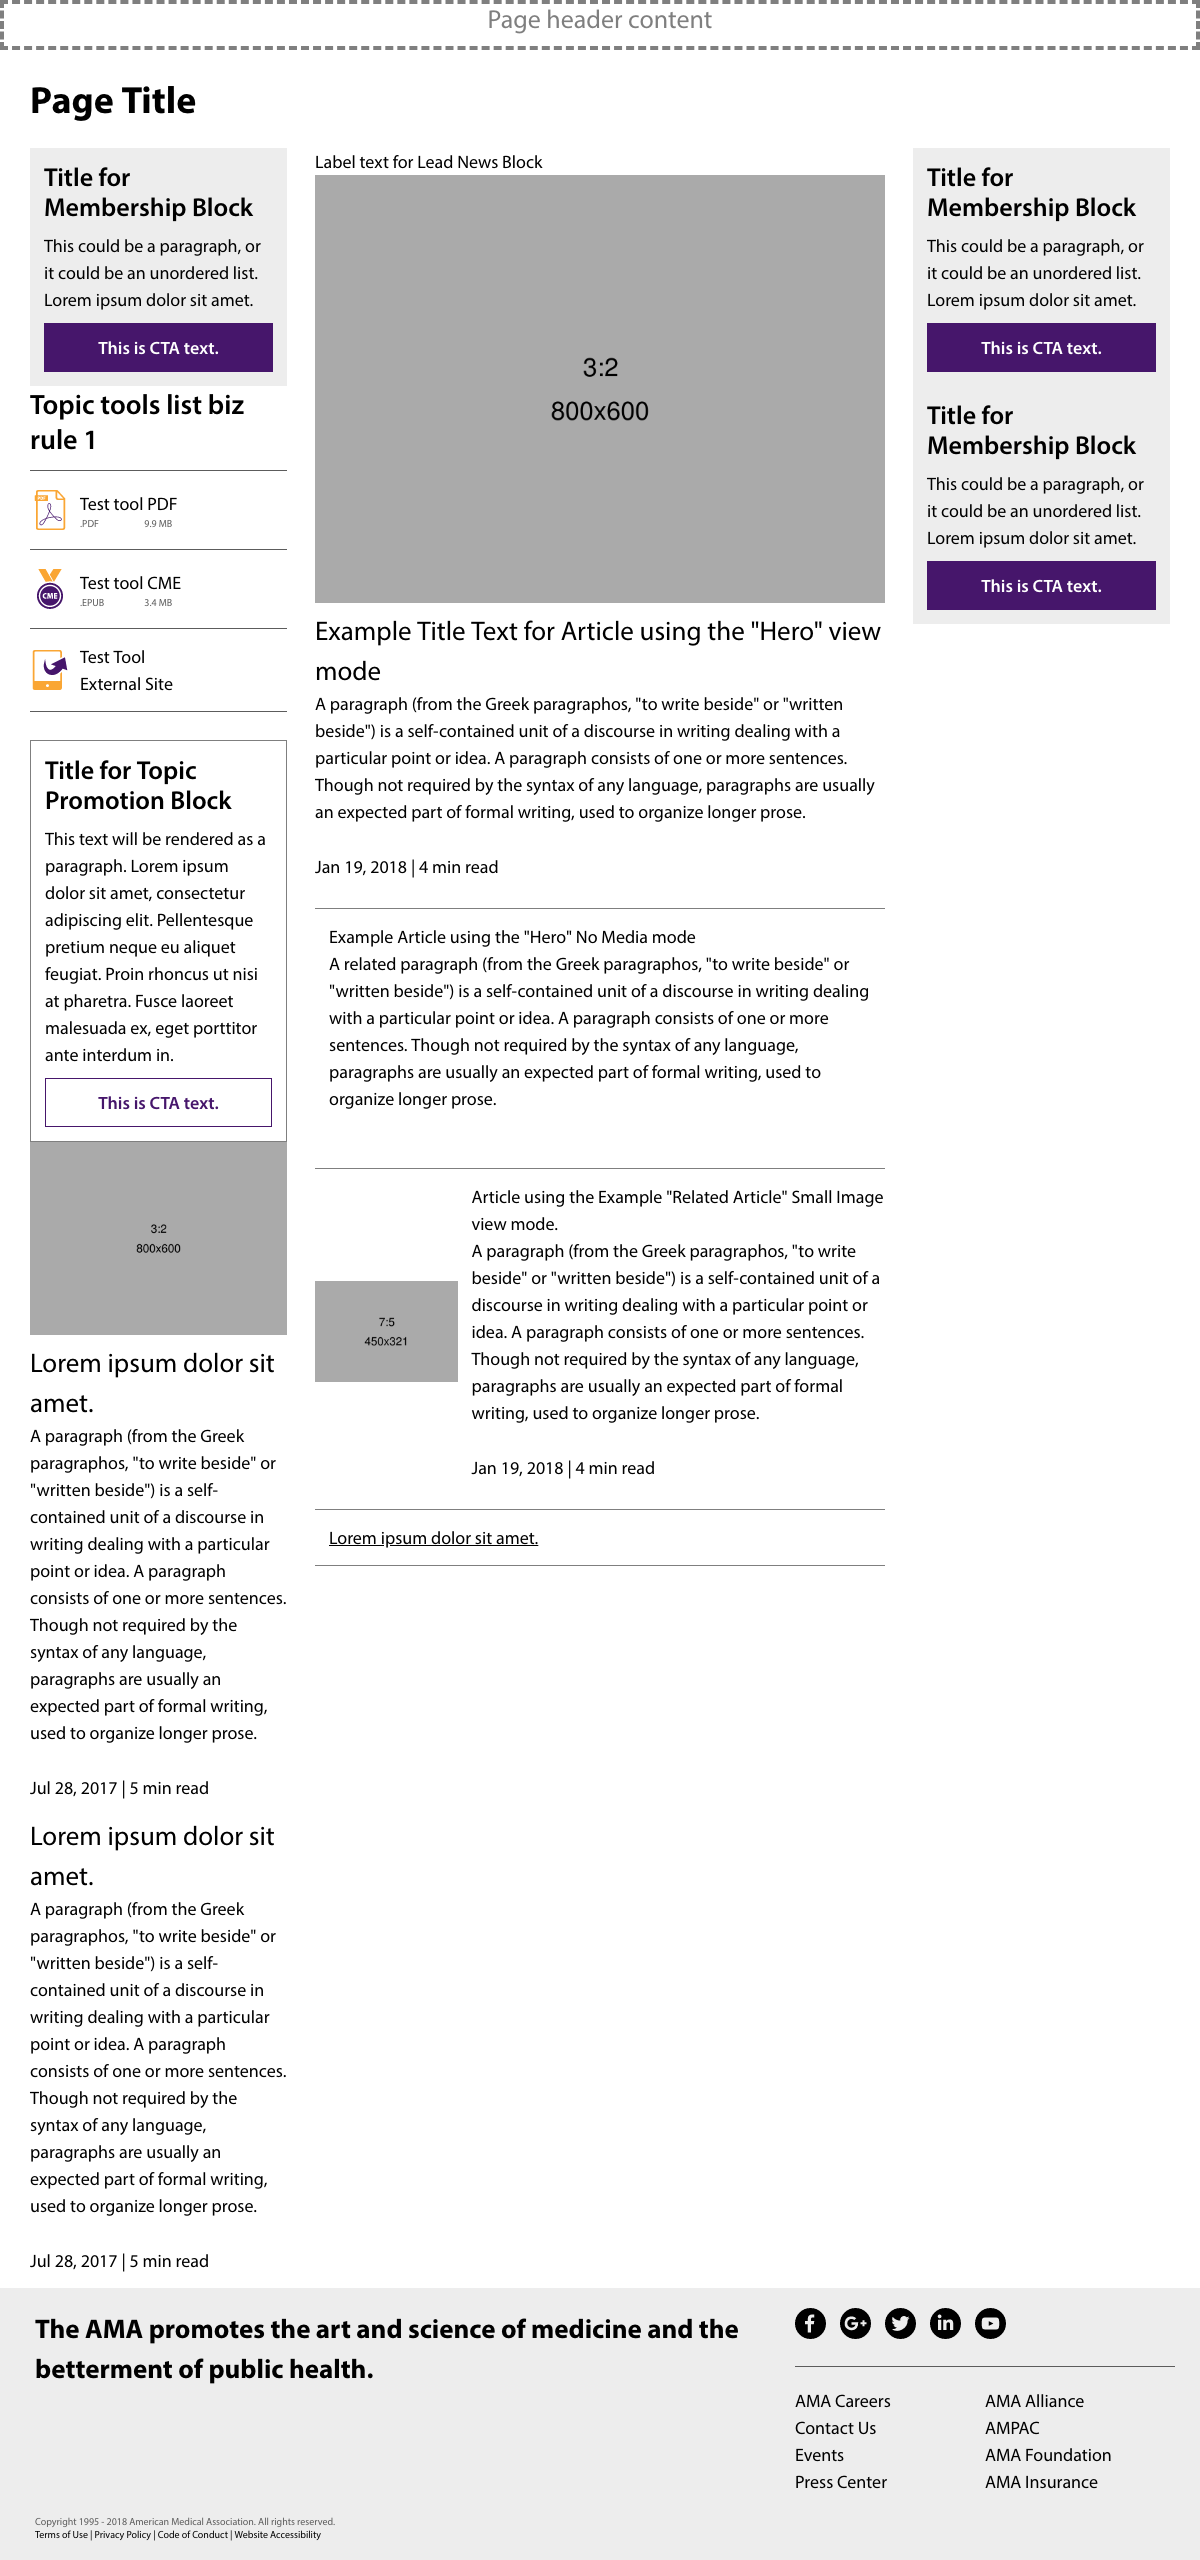 Page header content
Page Title
Title for
Membership Block
This could be a paragraph, or
it could be an unordered list.
Lorem ipsum dolor sit amet.
This is CTA text.
Topic tools list biz
rule 1
PDF
Test tool PDF
.PDF 9.9 MB
CME
Test tool CME
.EPUB 3.4 MB
Test Tool
External Site
Title for Topic
Promotion Block
This text will be rendered as a
paragraph. Lorem ipsum
dolor sit amet, consectetur
adipiscing elit. Pellentesque
pretium neque eu aliquet
feugiat. Proin rhoncus ut nisi
at pharetra. Fusce laoreet
malesuada ex, eget porttitor
ante interdum in.
This is CTA text.
3:2
800x600
Lorem ipsum dolor sit
amet.
A paragraph (from the Greek
paragraphos, "to write beside" or
"written beside") is a self-
contained unit of a discourse in
writing dealing with a particular
point or idea. A paragraph
consists of one or more sentences.
Though not required by the
syntax of any language,
paragraphs are usually an
expected part of formal writing,
used to organize longer prose.
Jul 28, 2017 | 5 min read
Lorem ipsum dolor sit
amet.
A paragraph (from the Greek
paragraphos, "to write beside" or
"written beside") is a self-
contained unit of a discourse in
writing dealing with a particular
point or idea. A paragraph
consists of one or more sentences.
Though not required by the
syntax of any language,
paragraphs are usually an
expected part of formal writing,
used to organize longer prose.
Jul 28, 2017 | 5 min read
Label text for Lead News Block
3:2
800x600
Example Title Text for Article using the "Hero" view
mode
A paragraph (from the Greek paragraphos, "to write beside" or "written
beside") is a self-contained unit of a discourse in writing dealing with a
particular point or idea. A paragraph consists of one or more sentences.
Though not required by the syntax of any language, paragraphs are usually
an expected part of formal writing, used to organize longer prose.
Jan 19, 2018 | 4 min read
Example Article using the "Hero" No Media mode
A related paragraph (from the Greek paragraphos, "to write beside" or
"written beside") is a self-contained unit of a discourse in writing dealing
with a particular point or idea. A paragraph consists of one or more
sentences. Though not required by the syntax of any language,
paragraphs are usually an expected part of formal writing, used to
organize longer prose.
7:5
450x321
Article using the Example "Related Article" Small Image
view mode.
A paragraph (from the Greek paragraphos, "to write
beside" or "written beside") is a self-contained unit of a
discourse in writing dealing with a particular point or
idea. A paragraph consists of one or more sentences.
Though not required by the syntax of any language,
paragraphs are usually an expected part of formal
writing, used to organize longer prose.
Jan 19, 2018 | 4 min read
Lorem ipsum dolor sit amet.
Title for
Membership Block
This could be a paragraph, or
it could be an unordered list.
Lorem ipsum dolor sit amet.
This is CTA text.
Title for
Membership Block
This could be a paragraph, or
it could be an unordered list.
Lorem ipsum dolor sit amet.
This is CTA text.
The AMA promotes the art and science of medicine and the
betterment of public health.
AMA Careers
Contact Us
Events
Press Center
AMA Alliance
AMPAC
AMA Foundation
AMA Insurance
Copyright 1995 - 2018 American Medical Association. All rights reserved.
Terms of Use | Privacy Policy | Code of Conduct | Website Accessibility